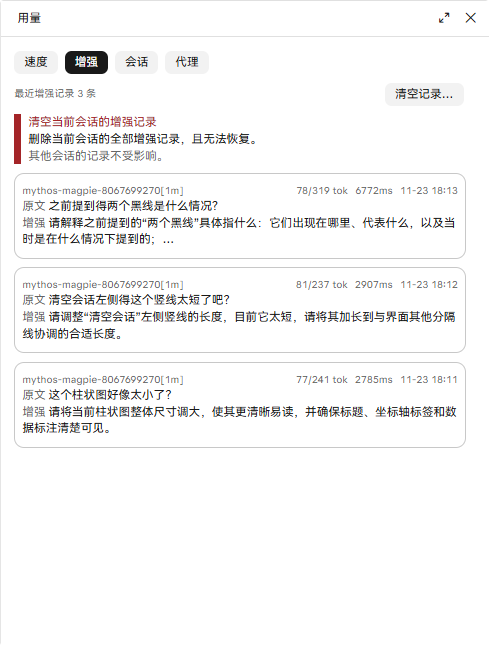 用量
速度 增强 会话 代理
最近增强记录 3 条 清空记录...
清空当前会话的增强记录
删除当前会话的全部增强记录，且无法恢复。
其他会话的记录不受影响。
mythos-magpie-8067699270[1m] 78/319 tok 6772ms 11-23 18:13
原文 之前提到得两个黑线是什么情况？
增强 请解释之前提到的“两个黑线”具体指什么：它们出现在哪里、代表什么，以及当
时是在什么情况下提到的；...
mythos-magpie-8067699270[1m] 81/237 tok 2907ms 11-23 18:12
原文 清空会话左侧得这个竖线太短了吧？
增强 请调整“清空会话”左侧竖线的长度，目前它太短，请将其加长到与界面其他分隔
线协调的合适长度。
mythos-magpie-8067699270[1m] 77/241 tok 2785ms 11-23 18:11
原文 这个柱状图好像太小了？
增强 请将当前柱状图整体尺寸调大，使其更清晰易读，并确保标题、坐标轴标签和数
据标注清楚可见。